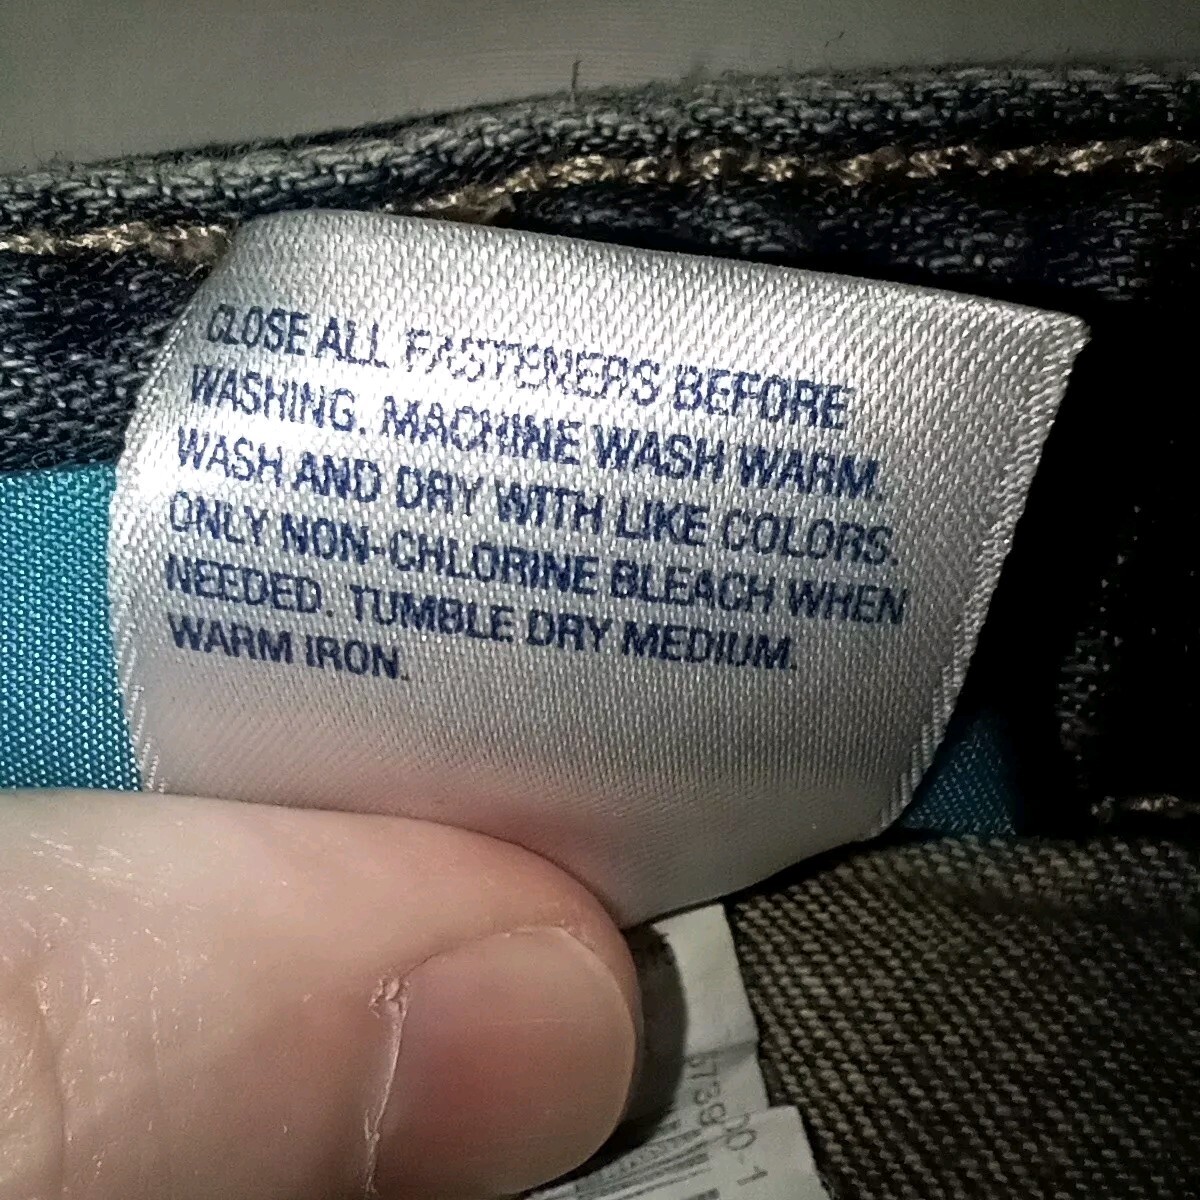 CLOSE ALL FASTENERS BEFORE
WASHING. MACHINE WASH WARM.
WASH AND DRY WITH LIKE COLORS.
ONLY NON-CHLORINE BLEACH WHEN
NEEDED. TUMBLE DRY MEDIUM.
WARM IRON.